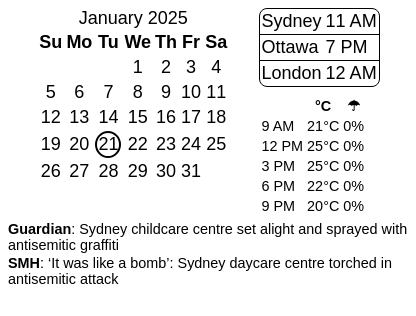 January 2025
Su Mo Tu We Th Fr Sa
1 2 3 4
5 6 7 8 9 10 11
12 13 14 15 16 17 18
19 20 21 22 23 24 25
26 27 28 29 30 31
Sydney 11 AM
Ottawa 7 PM
London 12 AM
°C ☂
9 AM 21°C 0%
12 PM 25°C 0%
3 PM 25°C 0%
6 PM 22°C 0%
9 PM 20°C 0%
Guardian: Sydney childcare centre set alight and sprayed with
antisemitic graffiti
SMH: ‘It was like a bomb’: Sydney daycare centre torched in
antisemitic attack